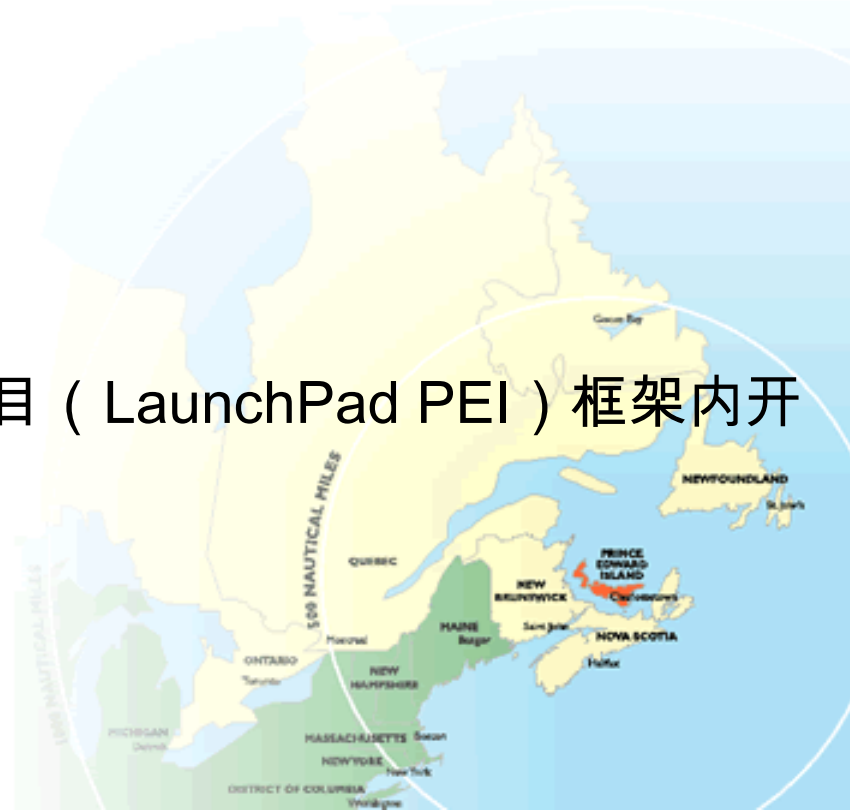 Goose Bay
目（LaunchPad PEI）框架内开
500 NAUTICAL MILES
NEWFOUNDLAND
St. John's
QUEBEC
PRINCE
EDWARD
ISLAND
Charlottetown
NEW
BRUNSWICK
Saint John
NOVA SCOTIA
Halifax
MAINE
Bangor
Montreal
ONTARIO
Toronto
NEW
HAMPSHIRE
MICHIGAN
Detroit
MASSACHUSETTS Boston
NEW YORK
New York
DISTRICT OF COLUMBIA
Washington